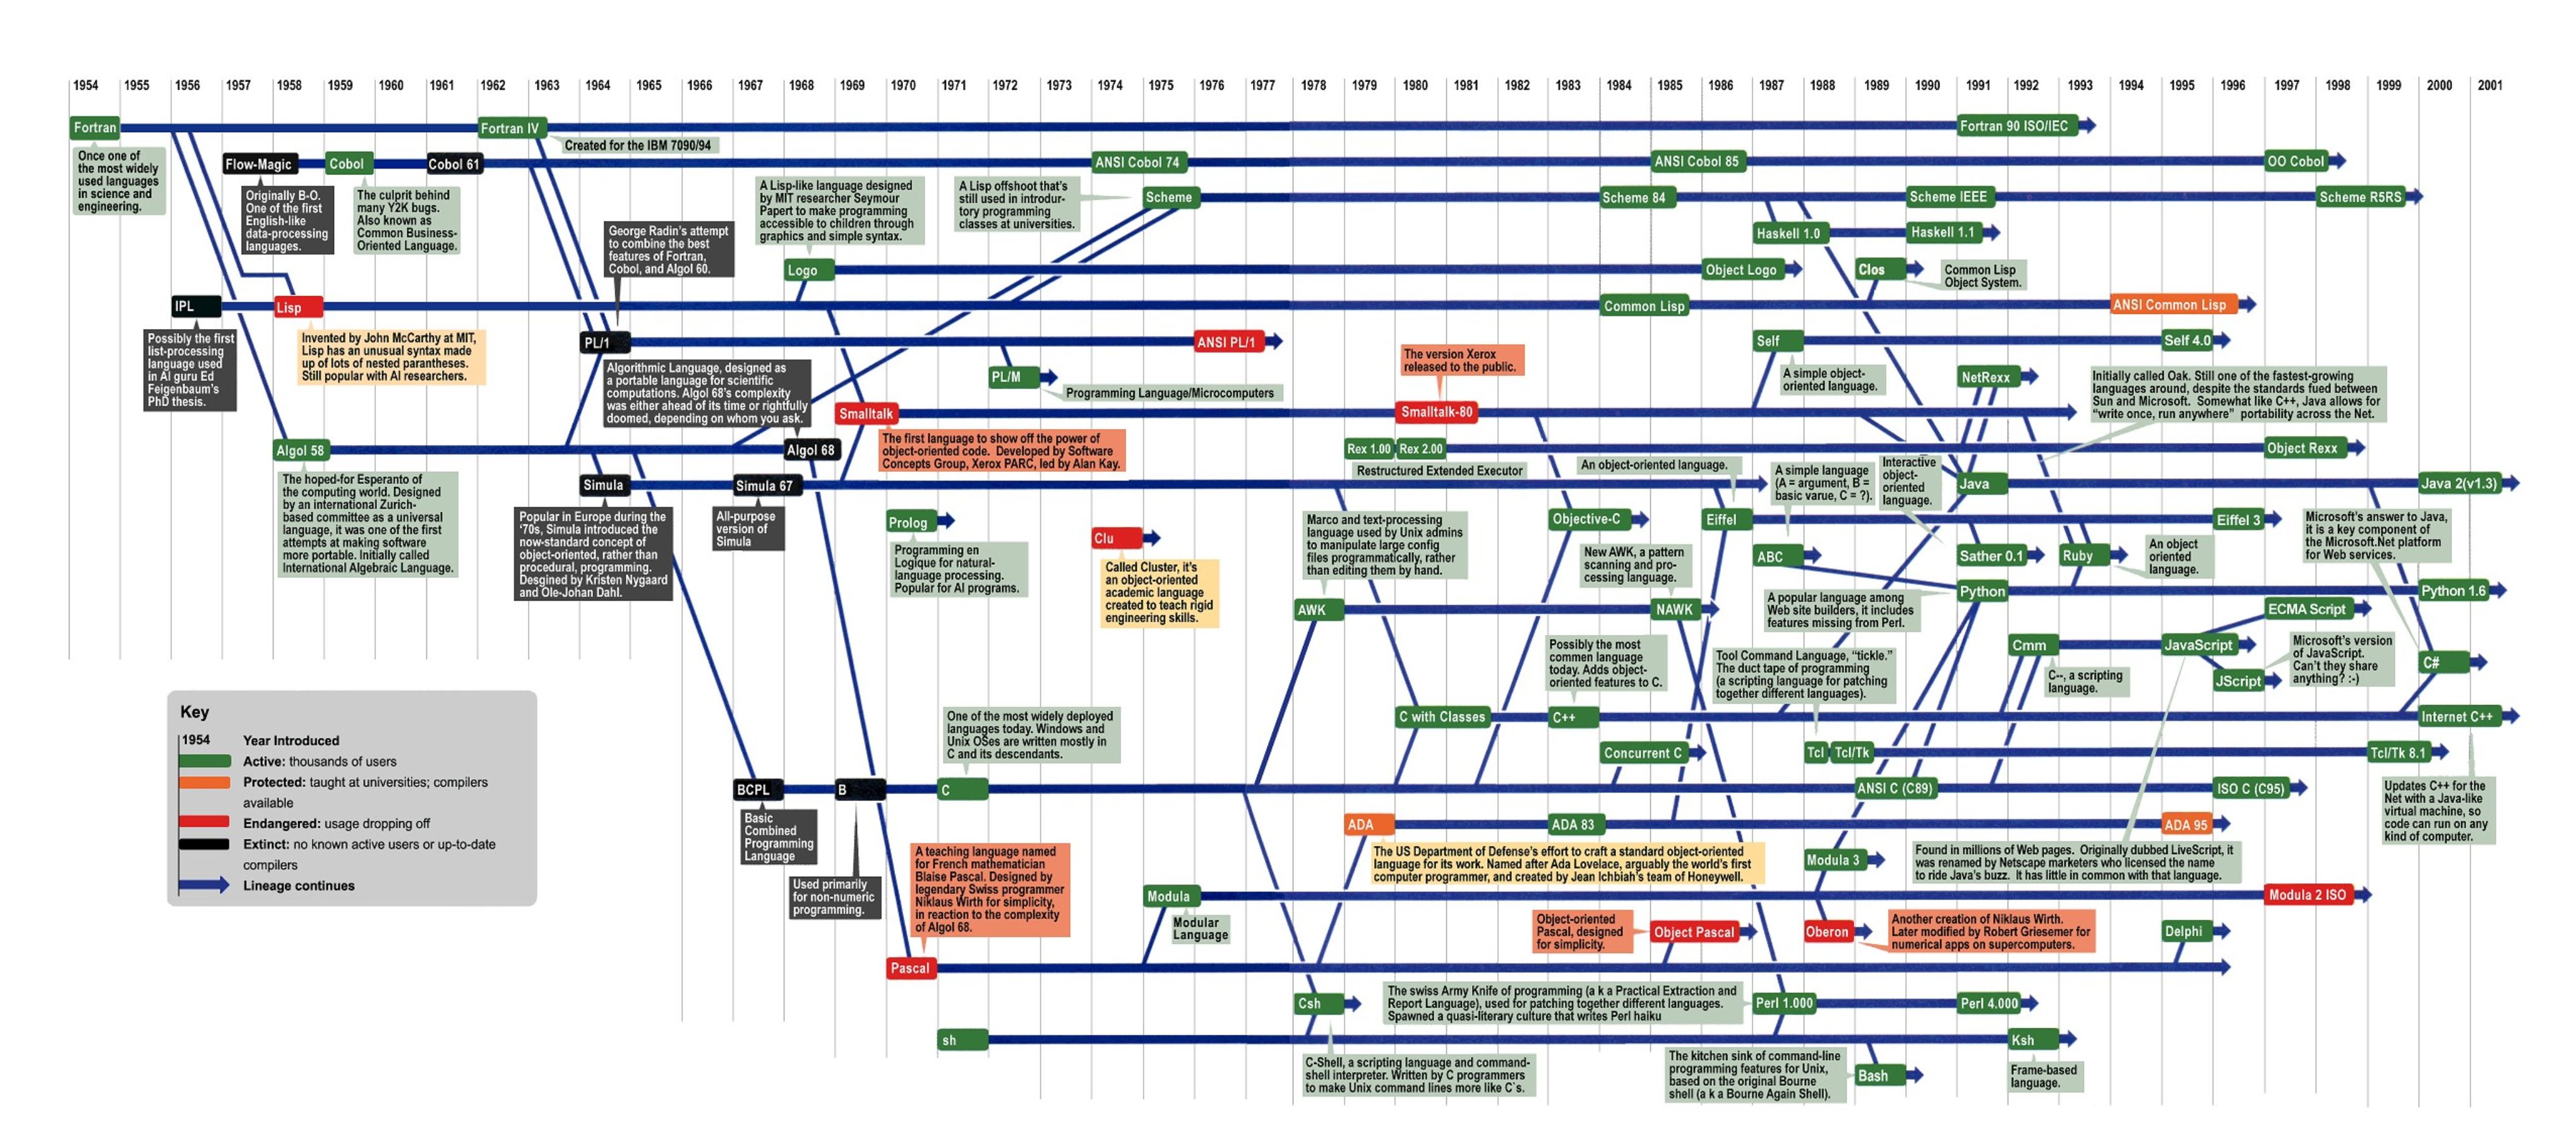 1954 1955 1956 1957 1958 1959 1960 1961 1962 1963 1964 1965 1966 1967 1968 1969 1970 1971 1972 1973 1974 1975 1976 1977 1978 1979 1980 1981 1982 1983 1984 1985 1986 1987 1988 1989 1990 1991 1992 1993 1994 1995 1996 1997 1998 1999 2000 2001
Fortran
Fortran IV
Fortran 90 ISO/IEC
Once one of
the most widely
used languages
in science and
engineering.
Created for the IBM 7090/94
Flow-Magic
Cobol
Cobol 61
ANSI Cobol 74
ANSI Cobol 85
OO Cobol
Originally B-O.
One of the first
English-like
data-processing
languages.
The culprit behind
many Y2K bugs.
Also known as
Common Business-
Oriented Language.
A Lisp-like language designed
by MIT researcher Seymour
Papert to make programming
accessible to children through
graphics and simple syntax.
A Lisp offshoot that's
still used in introdur-
tory programming
classes at universities.
Scheme
Scheme 84
Scheme IEEE
Scheme R5RS
George Radin's attempt
to combine the best
features of Fortran,
Cobol, and Algol 60.
Haskell 1.0
Haskell 1.1
Logo
Object Logo
Clos
Common Lisp
Object System.
IPL
Lisp
Common Lisp
ANSI Common Lisp
Possibly the first
list-processing
language used
in AI guru Ed
Feigenbaum's
PhD thesis.
Invented by John McCarthy at MIT,
Lisp has an unusual syntax made
up of lots of nested parantheses.
Still popular with AI researchers.
PL/1
ANSI PL/1
Self
Self 4.0
Algorithmic Language, designed as
a portable language for scientific
computations. Algol 68's complexity
was either ahead of its time or rightfully
doomed, depending on whom you ask.
PL/M
Programming Language/Microcomputers
The version Xerox
released to the public.
A simple object-
oriented language.
NetRexx
Initially called Oak. Still one of the fastest-growing
languages around, despite the standards fued between
Sun and Microsoft. Somewhat like C++, Java allows for
"write once, run anywhere" portability across the Net.
Smalltalk
Smalltalk-80
The first language to show off the power of
object-oriented code. Developed by Software
Concepts Group, Xerox PARC, led by Alan Kay.
Algol 58
Algol 68
Rex 1.00
Rex 2.00
Object Rexx
Restructured Extended Executor
The hoped-for Esperanto of
the computing world. Designed
by an international Zurich-
based committee as a universal
language, it was one of the first
attempts at making software
more portable. Initially called
International Algebraic Language.
An object-oriented language.
A simple language
(A = argument, B =
basic varue, C = ?).
Interactive
object-
oriented
language.
Simula
Simula 67
Java
Java 2(v1.3)
Popular in Europe during the
'70s, Simula introduced the
now-standard concept of
object-oriented, rather than
procedural, programming.
Desgined by Kristen Nygaard
and Ole-Johan Dahl.
All-purpose
version of
Simula
Prolog
Programming en
Logique for natural-
language processing.
Popular for AI programs.
Clu
Called Cluster, it's
an object-oriented
academic language
created to teach rigid
engineering skills.
Marco and text-processing
language used by Unix admins
to manipulate large config
files programmatically, rather
than editing them by hand.
Objective-C
Eiffel
Eiffel 3
Microsoft's answer to Java,
it is a key component of
the Microsoft.Net platform
for Web services.
New AWK, a pattern
scanning and pro-
cessing language.
ABC
Sather 0.1
Ruby
An object
oriented
language.
Python
Python 1.6
A popular language among
Web site builders, it includes
features missing from Perl.
AWK
NAWK
ECMA Script
Possibly the most
commen language
today. Adds object-
oriented features to C.
Tool Command Language, "tickle."
The duct tape of programming
(a scripting language for patching
together different languages).
Cmm
JavaScript
Microsoft's version
of JavaScript.
Can't they share
anything? :-)
C--, a scripting
language.
JScript
C#
One of the most widely deployed
languages today. Windows and
Unix OSes are written mostly in
C and its descendants.
C with Classes
C++
Internet C++
Concurrent C
Tcl
Tcl/Tk
Tcl/Tk 8.1
BCPL
B
C
ANSI C (C89)
ISO C (C95)
Basic
Combined
Programming
Language
Updates C++ for the
Net with a Java-like
virtual machine, so
code can run on any
kind of computer.
ADA
ADA 83
ADA 95
The US Department of Defense's effort to craft a standard object-oriented
language for its work. Named after Ada Lovelace, arguably the world's first
computer programmer, and created by Jean Ichbiah's team of Honeywell.
A teaching language named
for French mathematician
Blaise Pascal. Designed by
legendary Swiss programmer
Niklaus Wirth for simplicity,
in reaction to the complexity
of Algol 68.
Used primarily
for non-numeric
programming.
Modula 3
Found in millions of Web pages. Originally dubbed LiveScript, it
was renamed by Netscape marketers who licensed the name
to ride Java's buzz. It has little in common with that language.
Modula
Modula 2 ISO
Modular
Language
Object-oriented
Pascal, designed
for simplicity.
Object Pascal
Oberon
Another creation of Niklaus Wirth.
Later modified by Robert Griesemer for
numerical apps on supercomputers.
Delphi
Pascal
Csh
The swiss Army Knife of programming (a k a Practical Extraction and
Report Language), used for patching together different languages.
Spawned a quasi-literary culture that writes Perl haiku
Perl 1.000
Perl 4.000
sh
Ksh
C-Shell, a scripting language and command-
shell interpreter. Written by C programmers
to make Unix command lines more like C`s.
The kitchen sink of command-line
programming features for Unix,
based on the original Bourne
shell (a k a Bourne Again Shell).
Bash
Frame-based
language.
Key
1954 Year Introduced
Active: thousands of users
Protected: taught at universities; compilers
available
Endangered: usage dropping off
Extinct: no known active users or up-to-date
compilers
Lineage continues